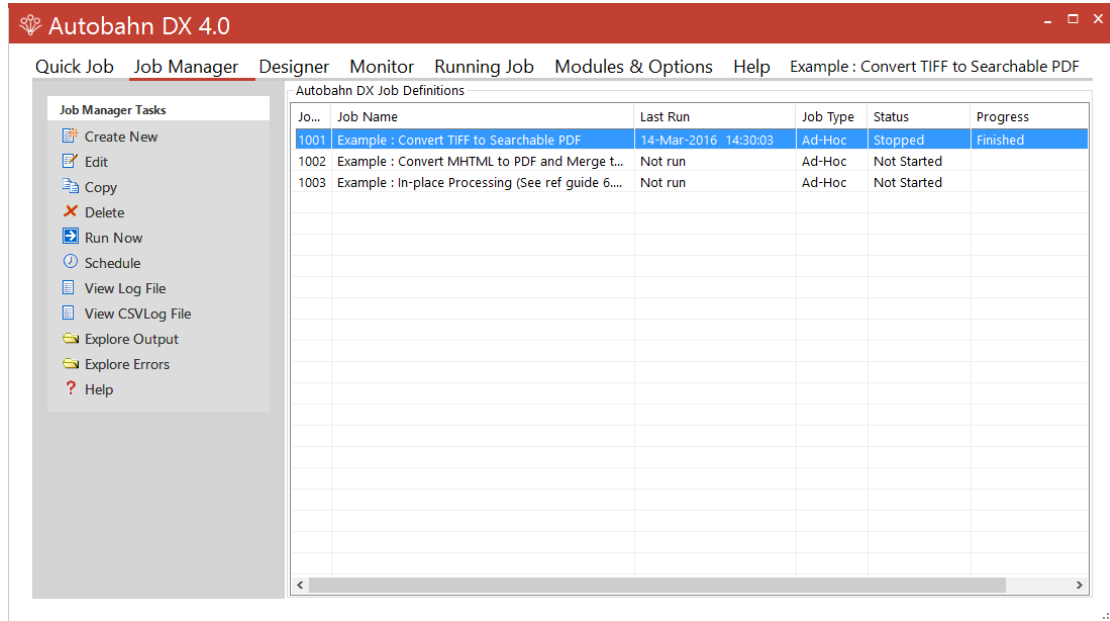 Autobahn DX 4.0
Quick Job Job Manager Designer Monitor Running Job Modules & Options Help Example : Convert TIFF to Searchable PDF
Job Manager Tasks
Create New
Edit
Copy
Delete
Run Now
Schedule
View Log File
View CSVLog File
Explore Output
Explore Errors
Help
Autobahn DX Job Definitions
Jo... Job Name Last Run Job Type Status Progress
1001 Example : Convert TIFF to Searchable PDF 14-Mar-2016 14:30:03 Ad-Hoc Stopped Finished
1002 Example : Convert MHTML to PDF and Merge t... Not run Ad-Hoc Not Started
1003 Example : In-place Processing (See ref guide 6.... Not run Ad-Hoc Not Started